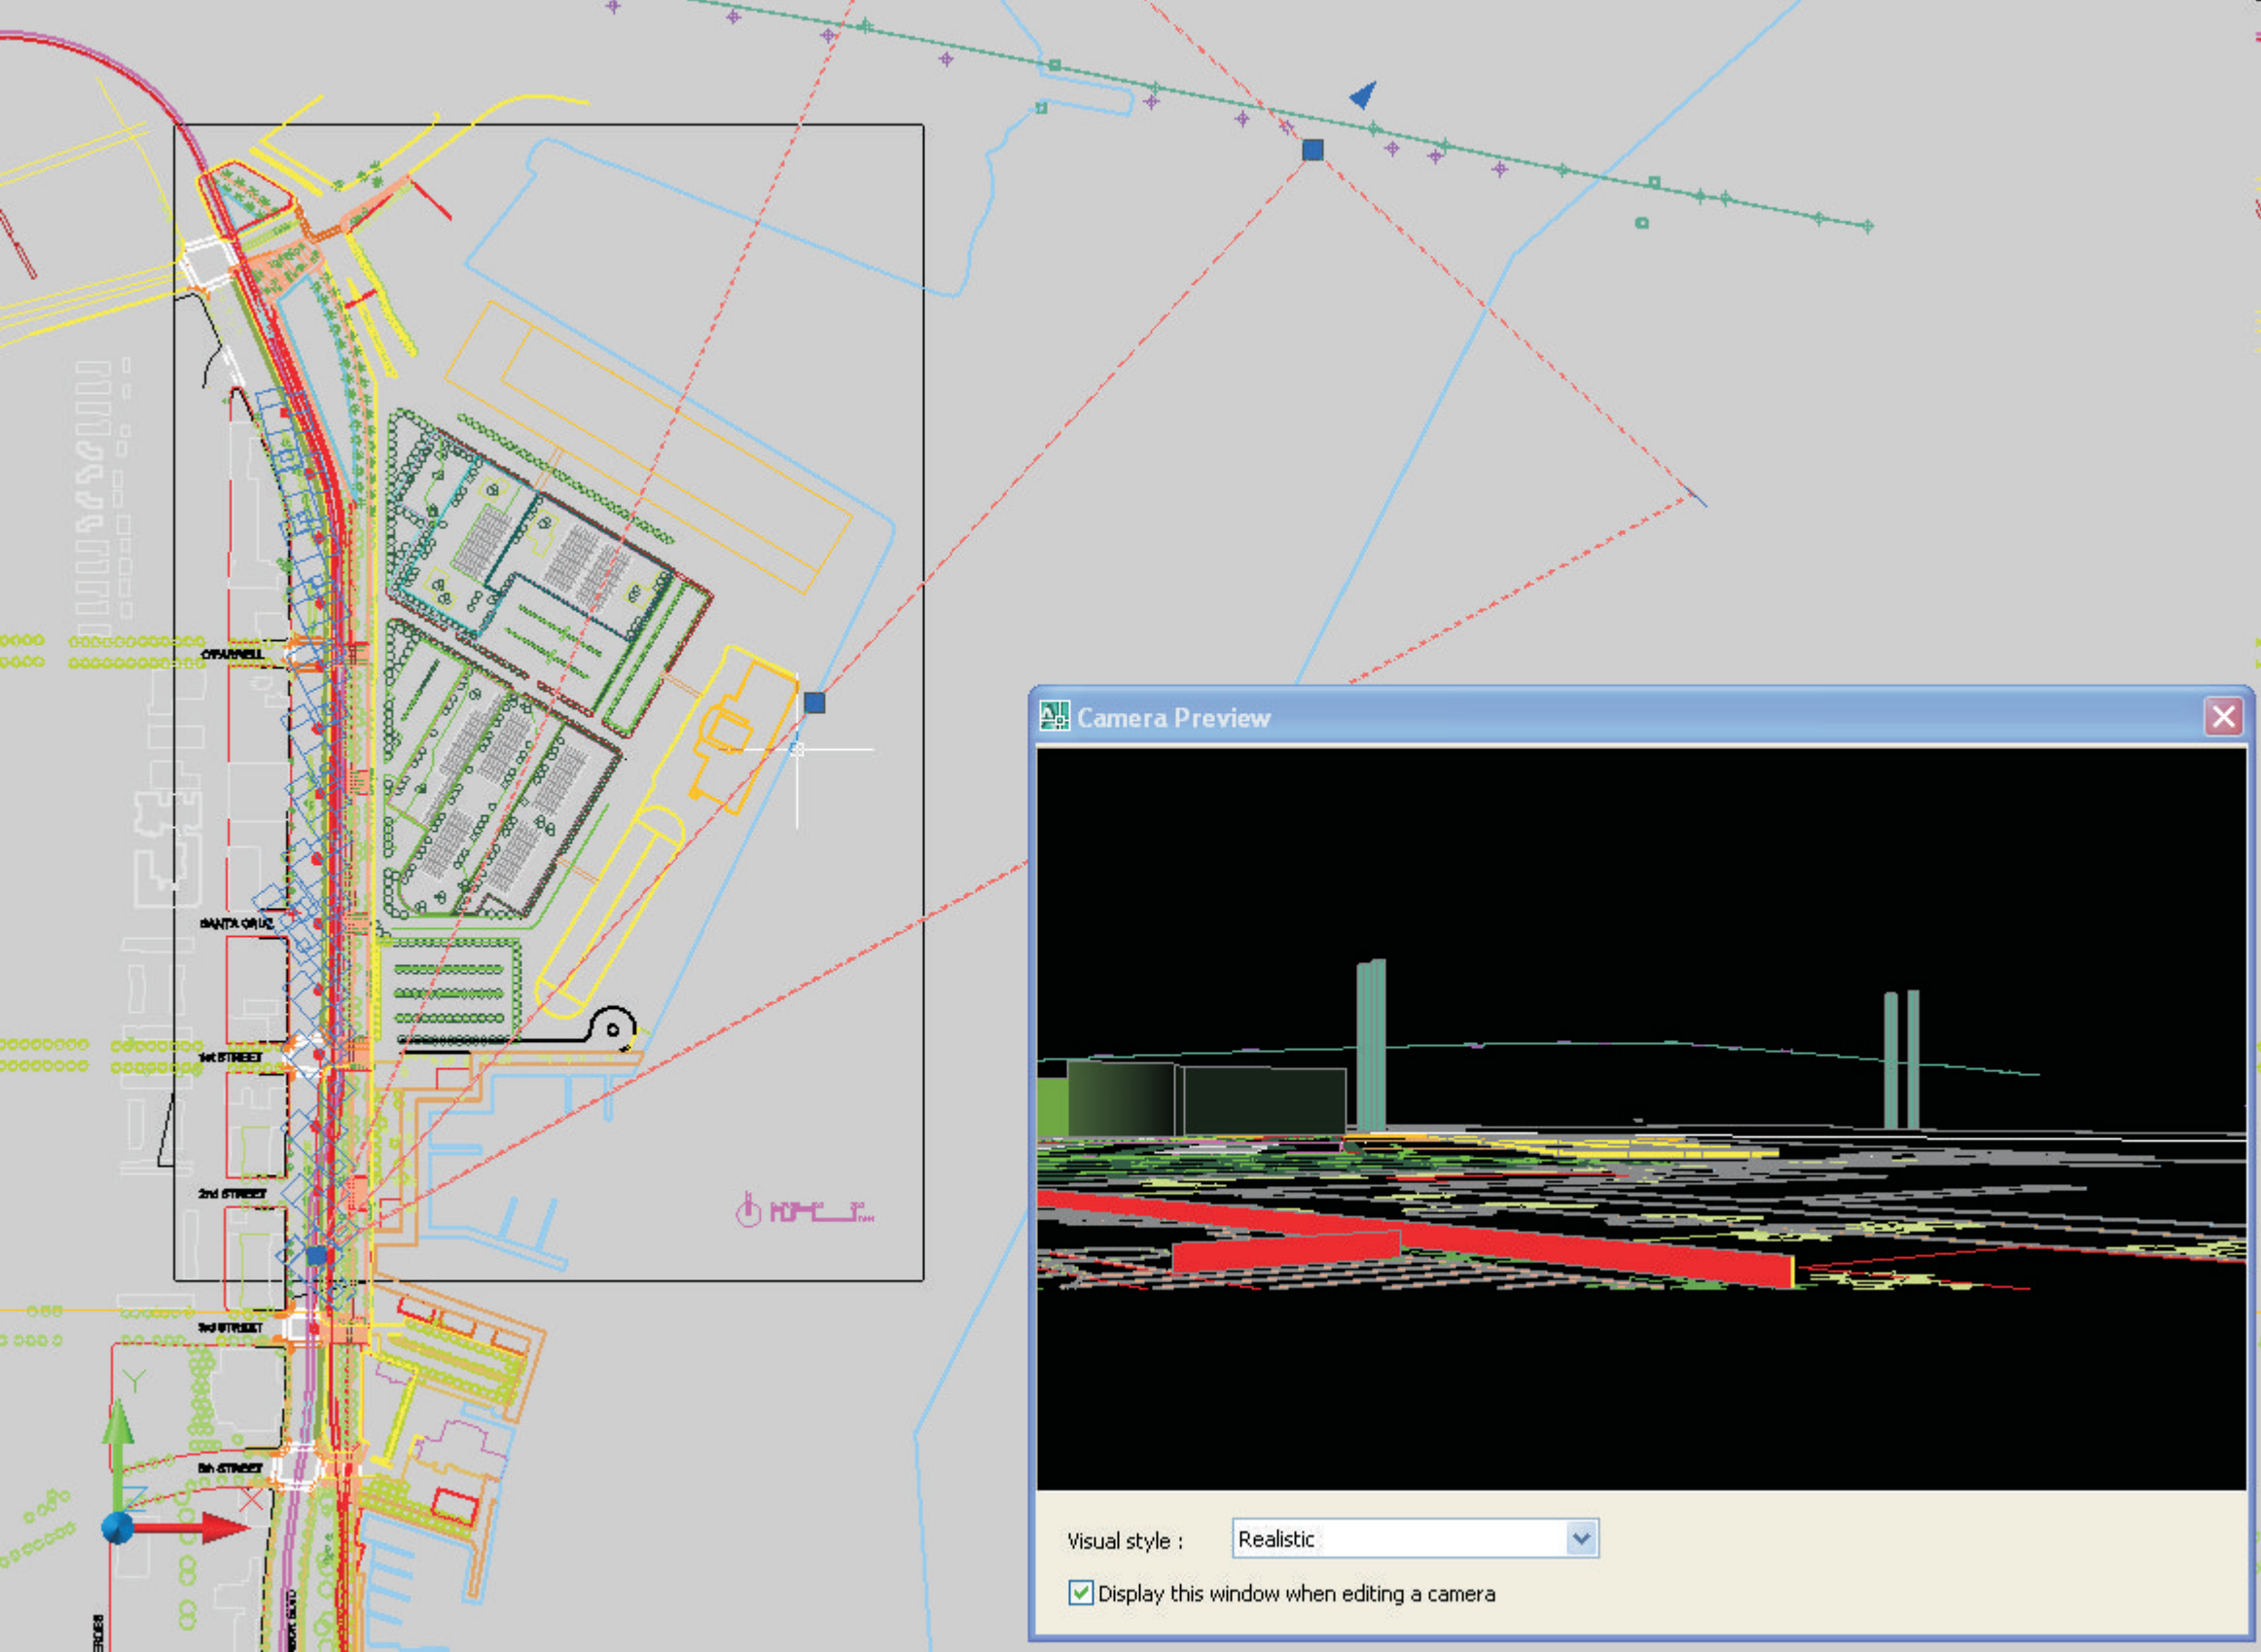 O'FARRELL
SANTA CRUZ
1st STREET
2nd STREET
3rd STREET
5th STREET
Y
Z
X
Camera Preview
Visual style :
Realistic
Display this window when editing a camera